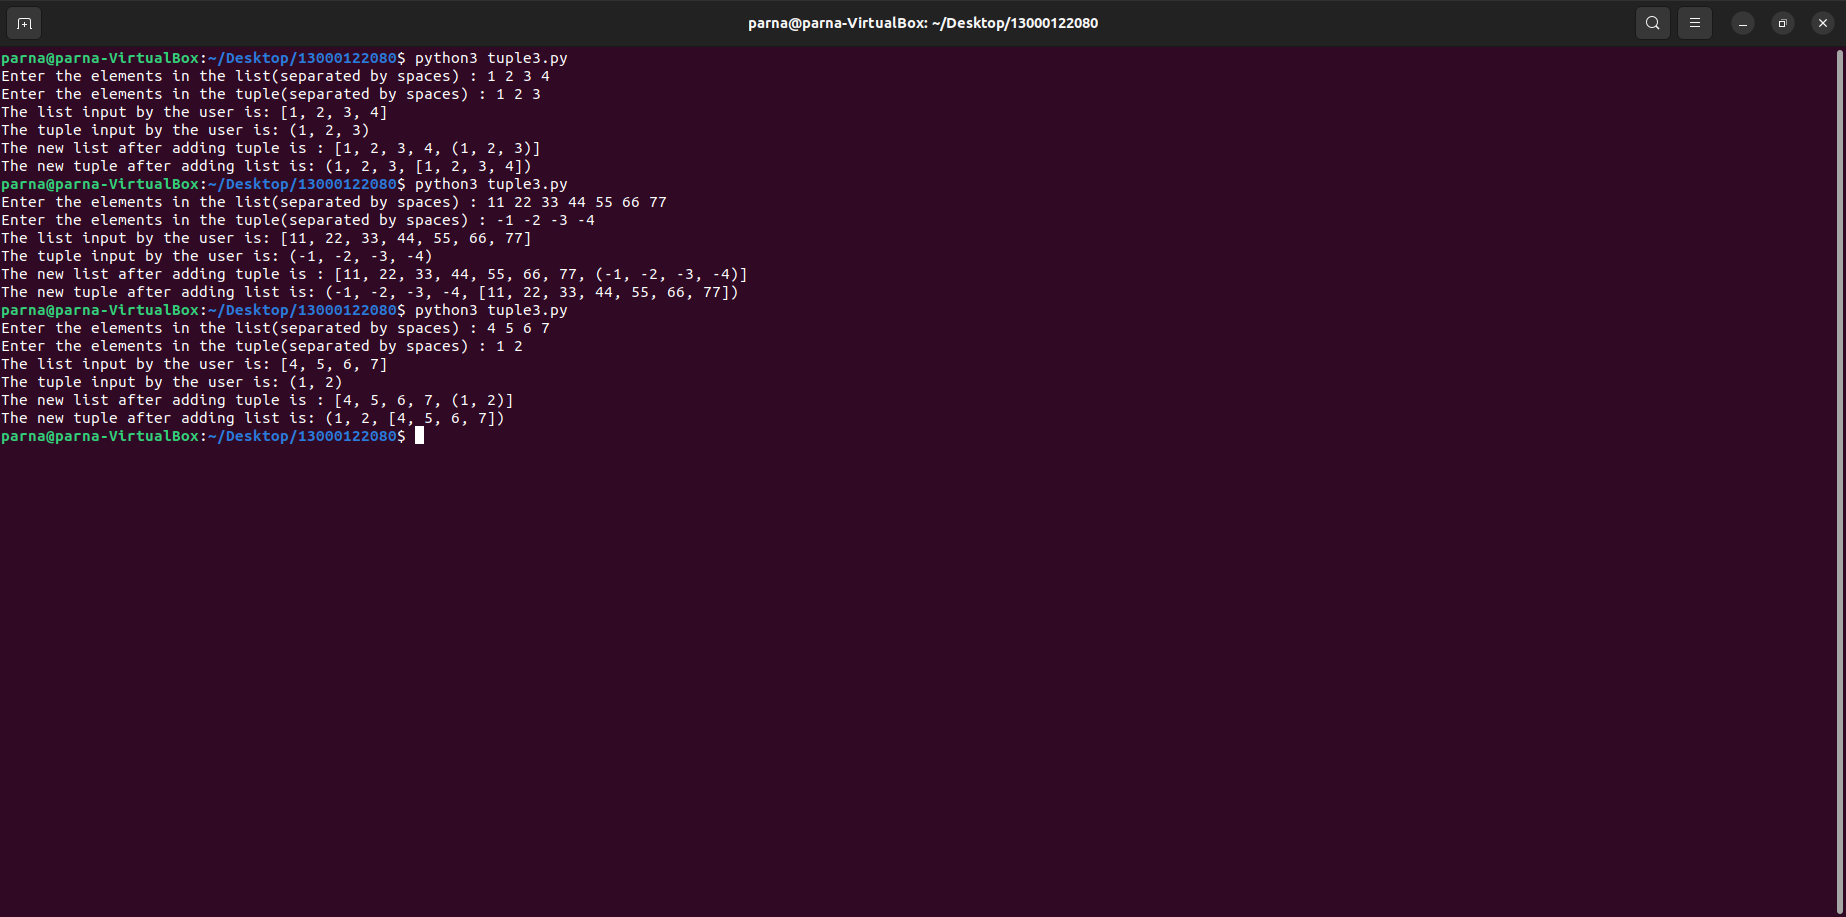 parna@parna-VirtualBox: ~/Desktop/13000122080
parna@parna-VirtualBox:~/Desktop/13000122080$ python3 tuple3.py
Enter the elements in the list(separated by spaces) : 1 2 3 4
Enter the elements in the tuple(separated by spaces) : 1 2 3
The list input by the user is: [1, 2, 3, 4]
The tuple input by the user is: (1, 2, 3)
The new list after adding tuple is : [1, 2, 3, 4, (1, 2, 3)]
The new tuple after adding list is: (1, 2, 3, [1, 2, 3, 4])
parna@parna-VirtualBox:~/Desktop/13000122080$ python3 tuple3.py
Enter the elements in the list(separated by spaces) : 11 22 33 44 55 66 77
Enter the elements in the tuple(separated by spaces) : -1 -2 -3 -4
The list input by the user is: [11, 22, 33, 44, 55, 66, 77]
The tuple input by the user is: (-1, -2, -3, -4)
The new list after adding tuple is : [11, 22, 33, 44, 55, 66, 77, (-1, -2, -3, -4)]
The new tuple after adding list is: (-1, -2, -3, -4, [11, 22, 33, 44, 55, 66, 77])
parna@parna-VirtualBox:~/Desktop/13000122080$ python3 tuple3.py
Enter the elements in the list(separated by spaces) : 4 5 6 7
Enter the elements in the tuple(separated by spaces) : 1 2
The list input by the user is: [4, 5, 6, 7]
The tuple input by the user is: (1, 2)
The new list after adding tuple is : [4, 5, 6, 7, (1, 2)]
The new tuple after adding list is: (1, 2, [4, 5, 6, 7])
parna@parna-VirtualBox:~/Desktop/13000122080$